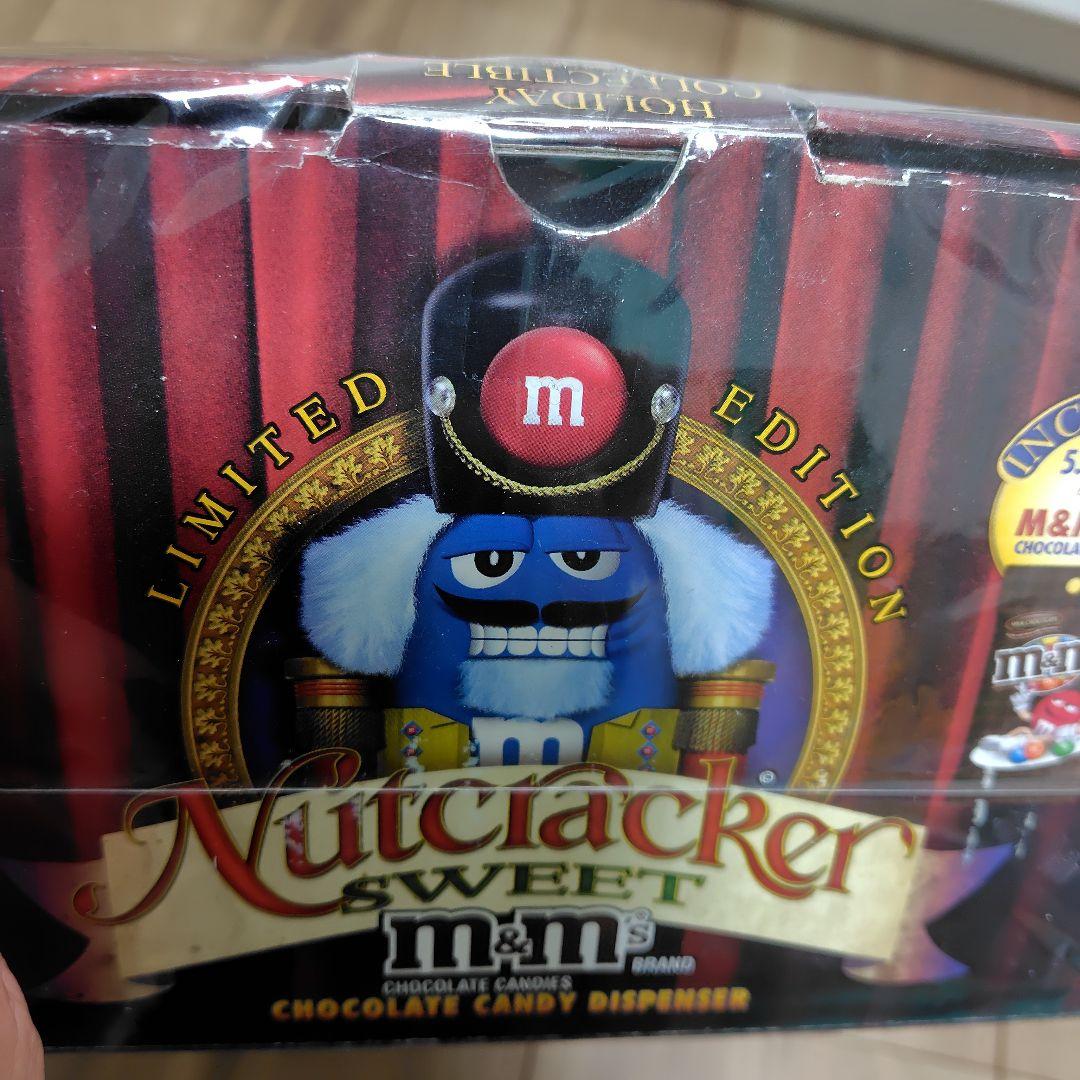 HOLIDAY
COLLECTIBLE
LIMITED EDITION
m
m
Nutcracker
SWEET
m&m's
BRAND
CHOCOLATE CANDIES
CHOCOLATE CANDY DISPENSER
®
m&m